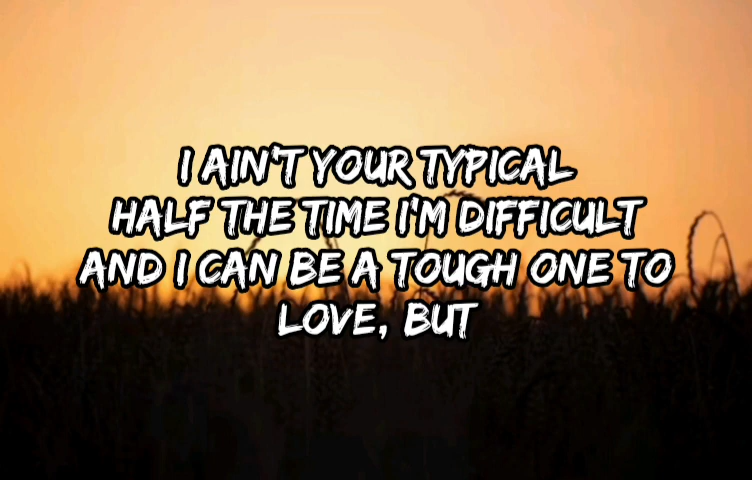 I AIN'T YOUR TYPICAL
HALF THE TIME I'M DIFFICULT
AND I CAN BE A TOUGH ONE TO
LOVE, BUT